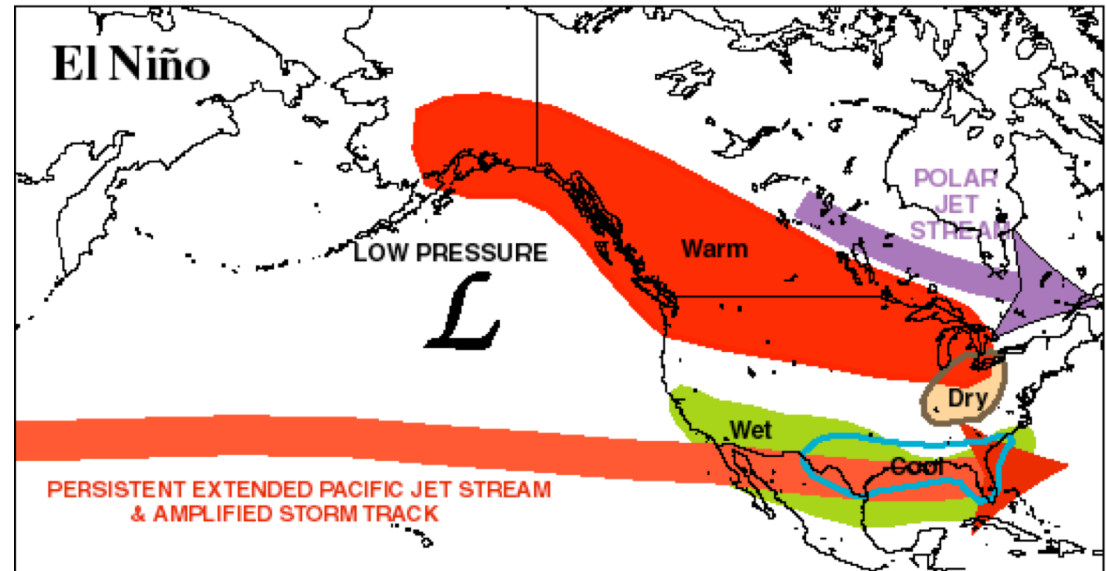 El Niño
POLAR
JET
STREAM
LOW PRESSURE
L
Warm
Dry
Wet
Cool
PERSISTENT EXTENDED PACIFIC JET STREAM
& AMPLIFIED STORM TRACK